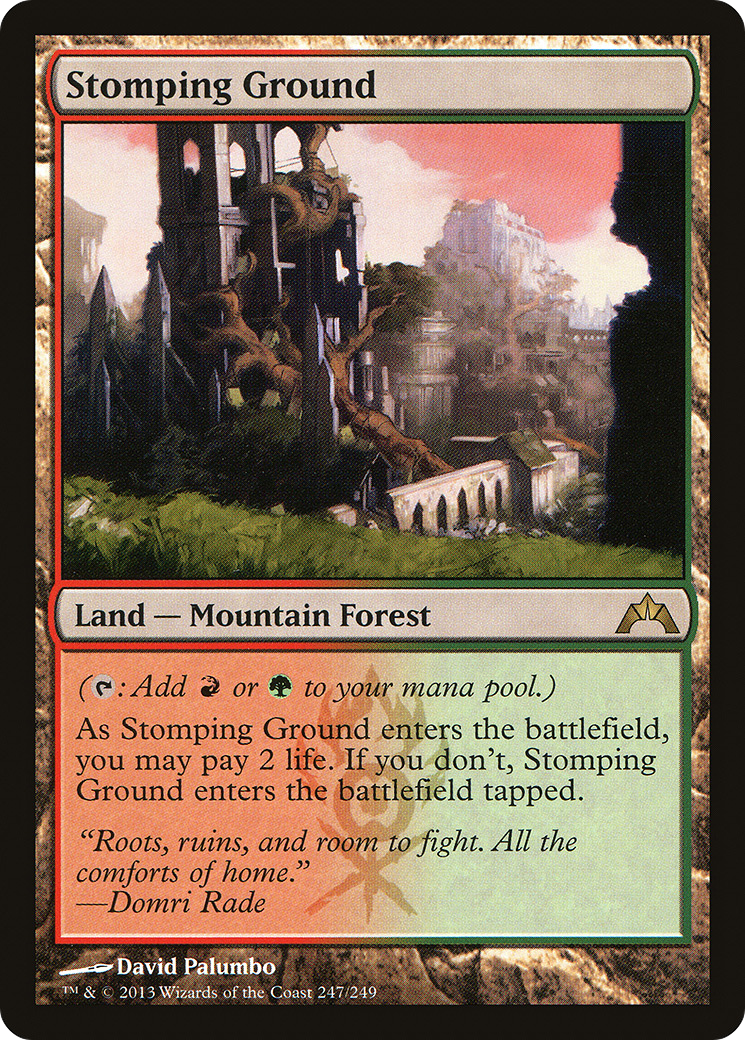 Stomping Ground
Land — Mountain Forest
(: Add  or  to your mana pool.)
As Stomping Ground enters the battlefield,
you may pay 2 life. If you don't, Stomping
Ground enters the battlefield tapped.
“Roots, ruins, and room to fight. All the
comforts of home.”
—Domri Rade
David Palumbo
™ & © 2013 Wizards of the Coast 247/249